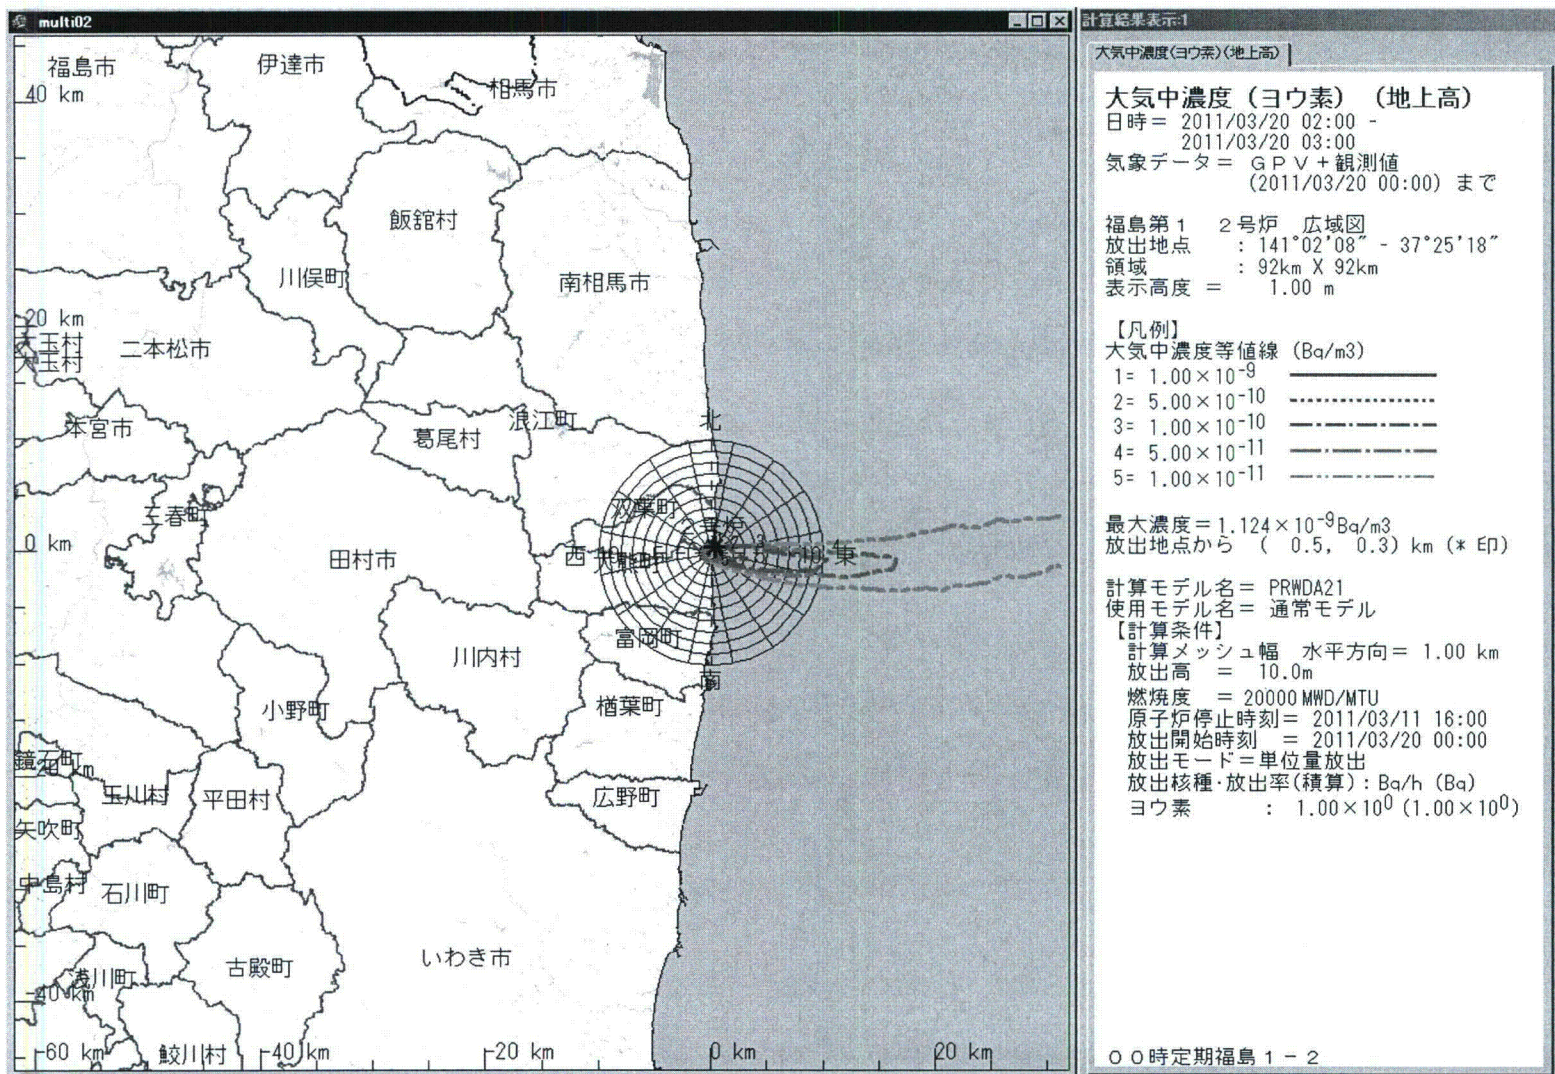 multi02
福島市
伊達市
相馬市
40 km
飯舘村
川俣町
南相馬市
20 km
大玉村
二本松市
大玉村
本宮市
葛尾村
浪江町
北
三春町
双葉町
0 km
田村市
西
大熊町
東
富岡町
川内村
南
小野町
楢葉町
鏡石町
-20 km
玉川村
平田村
広野町
矢吹町
中島村
石川町
いわき市
古殿町
浅川町
-40 km
鮫川村
-60 km
-40 km
-20 km
0 km
20 km
計算結果表示:1
大気中濃度(ヨウ素)(地上高)
大気中濃度(ヨウ素) (地上高)
日時= 2011/03/20 02:00 -
2011/03/20 03:00
気象データ= GPV+観測値
(2011/03/20 00:00) まで
福島第1 2号炉 広域図
放出地点 : 141°02'08" - 37°25'18"
領域 : 92km X 92km
表示高度 = 1.00 m
【凡例】
大気中濃度等値線 (Bq/m3)
1= 1.00×10⁻⁹
2= 5.00×10⁻¹⁰
3= 1.00×10⁻¹⁰
4= 5.00×10⁻¹¹
5= 1.00×10⁻¹¹
最大濃度=1.124×10⁻⁹Bq/m3
放出地点から ( 0.5, 0.3) km (* 印)
計算モデル名= PRWDA21
使用モデル名= 通常モデル
【計算条件】
計算メッシュ幅 水平方向= 1.00 km
放出高 = 10.0m
燃焼度 = 20000MWD/MTU
原子炉停止時刻= 2011/03/11 16:00
放出開始時刻 = 2011/03/20 00:00
放出モード=単位量放出
放出核種・放出率(積算):Bq/h (Bq)
ヨウ素 : 1.00×10⁰ (1.00×10⁰)
00時定期福島1-2